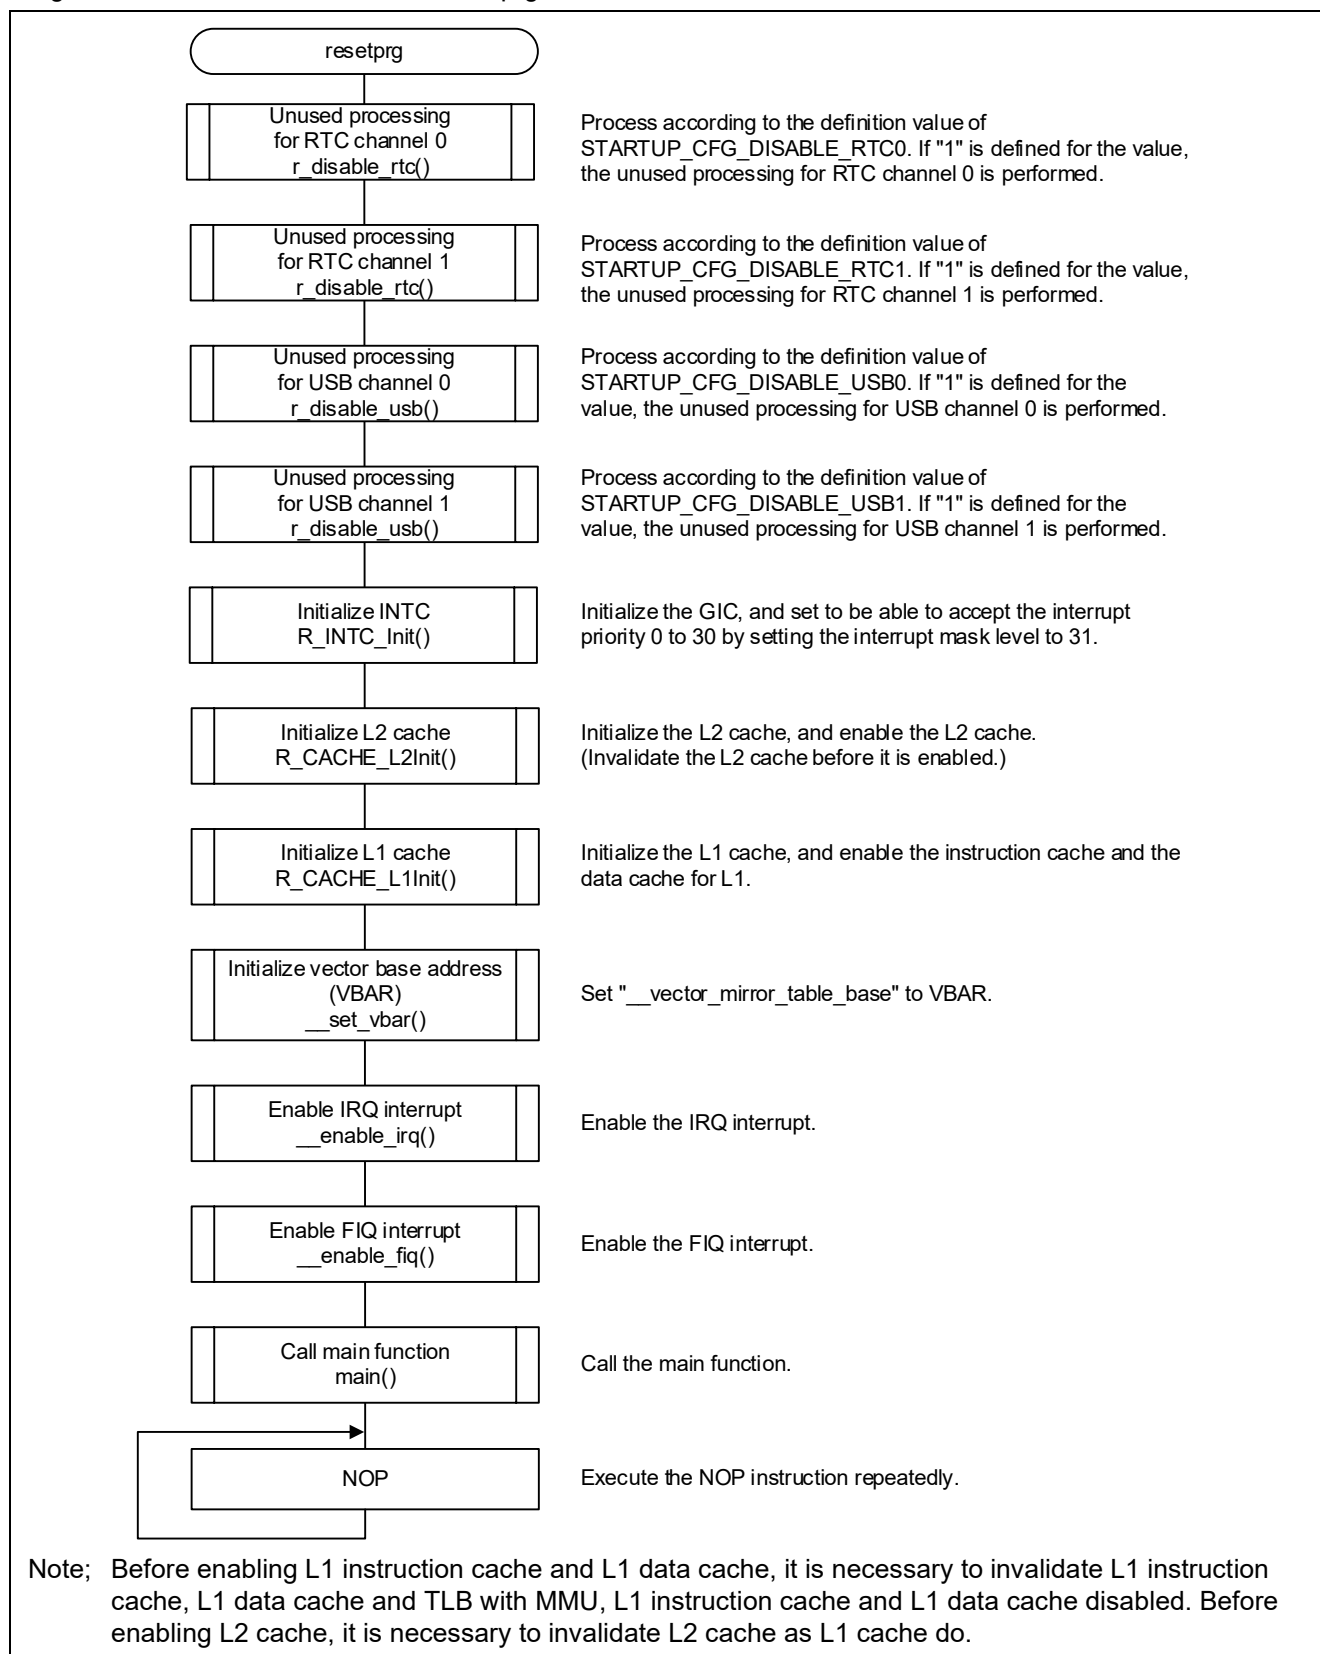 resetprg
Unused processing
for RTC channel 0
r_disable_rtc()
Process according to the definition value of
STARTUP_CFG_DISABLE_RTC0. If "1" is defined for the value,
the unused processing for RTC channel 0 is performed.
Unused processing
for RTC channel 1
r_disable_rtc()
Process according to the definition value of
STARTUP_CFG_DISABLE_RTC1. If "1" is defined for the value,
the unused processing for RTC channel 1 is performed.
Unused processing
for USB channel 0
r_disable_usb()
Process according to the definition value of
STARTUP_CFG_DISABLE_USB0. If "1" is defined for the
value, the unused processing for USB channel 0 is performed.
Unused processing
for USB channel 1
r_disable_usb()
Process according to the definition value of
STARTUP_CFG_DISABLE_USB1. If "1" is defined for the
value, the unused processing for USB channel 1 is performed.
Initialize INTC
R_INTC_Init()
Initialize the GIC, and set to be able to accept the interrupt
priority 0 to 30 by setting the interrupt mask level to 31.
Initialize L2 cache
R_CACHE_L2Init()
Initialize the L2 cache, and enable the L2 cache.
(Invalidate the L2 cache before it is enabled.)
Initialize L1 cache
R_CACHE_L1Init()
Initialize the L1 cache, and enable the instruction cache and the
data cache for L1.
Initialize vector base address
(VBAR)
__set_vbar()
Set "__vector_mirror_table_base" to VBAR.
Enable IRQ interrupt
__enable_irq()
Enable the IRQ interrupt.
Enable FIQ interrupt
__enable_fiq()
Enable the FIQ interrupt.
Call main function
main()
Call the main function.
NOP
Execute the NOP instruction repeatedly.
Note; Before enabling L1 instruction cache and L1 data cache, it is necessary to invalidate L1 instruction
cache, L1 data cache and TLB with MMU, L1 instruction cache and L1 data cache disabled. Before
enabling L2 cache, it is necessary to invalidate L2 cache as L1 cache do.